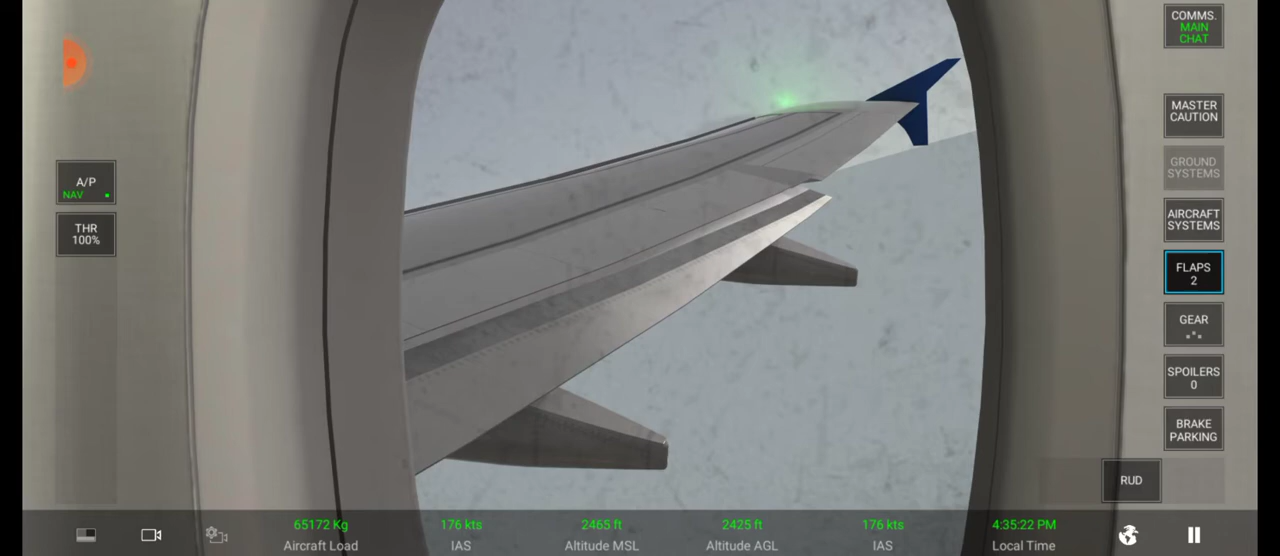 COMMS.
MAIN
CHAT
MASTER
CAUTION
GROUND
SYSTEMS
A/P
NAV
AIRCRAFT
SYSTEMS
THR
100%
FLAPS
2
GEAR
SPOILERS
0
BRAKE
PARKING
RUD
65172 Kg
Aircraft Load
176 kts
IAS
2465 ft
Altitude MSL
2425 ft
Altitude AGL
176 kts
IAS
4:35:22 PM
Local Time